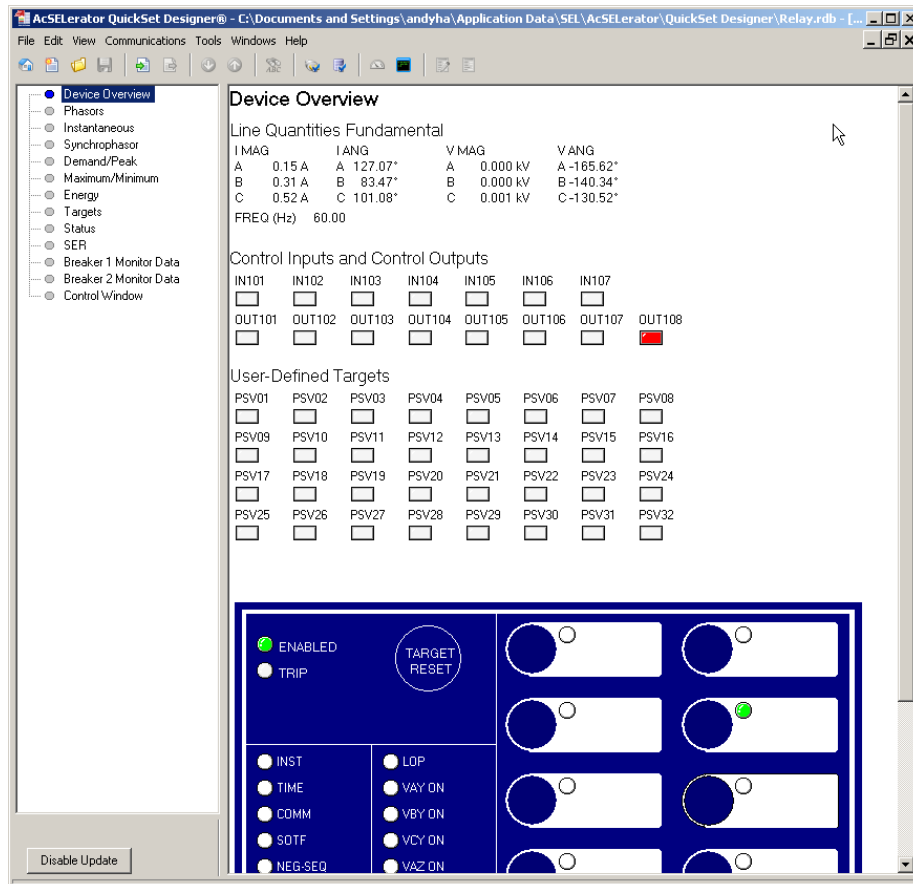 AcSELerator QuickSet Designer® - C:\Documents and Settings\andyha\Application Data\SEL\AcSELerator\QuickSet Designer\Relay.rdb - [...
File Edit View Communications Tools Windows Help
Device Overview
Phasors
Instantaneous
Synchrophasor
Demand/Peak
Maximum/Minimum
Energy
Targets
Status
SER
Breaker 1 Monitor Data
Breaker 2 Monitor Data
Control Window
Disable Update
Device Overview
Line Quantities Fundamental
I MAG I ANG V MAG V ANG
A 0.15 A A 127.07° A 0.000 kV A -165.62°
B 0.31 A B 83.47° B 0.000 kV B -140.34°
C 0.52 A C 101.08° C 0.001 kV C -130.52°
FREQ (Hz) 60.00
Control Inputs and Control Outputs
IN101 IN102 IN103 IN104 IN105 IN106 IN107
OUT101 OUT102 OUT103 OUT104 OUT105 OUT106 OUT107 OUT108
User-Defined Targets
PSV01 PSV02 PSV03 PSV04 PSV05 PSV06 PSV07 PSV08
PSV09 PSV10 PSV11 PSV12 PSV13 PSV14 PSV15 PSV16
PSV17 PSV18 PSV19 PSV20 PSV21 PSV22 PSV23 PSV24
PSV25 PSV26 PSV27 PSV28 PSV29 PSV30 PSV31 PSV32
ENABLED
TRIP
TARGET
RESET
INST LOP
TIME VAY ON
COMM VBY ON
SOTF VCY ON
NEG-SEQ VAZ ON